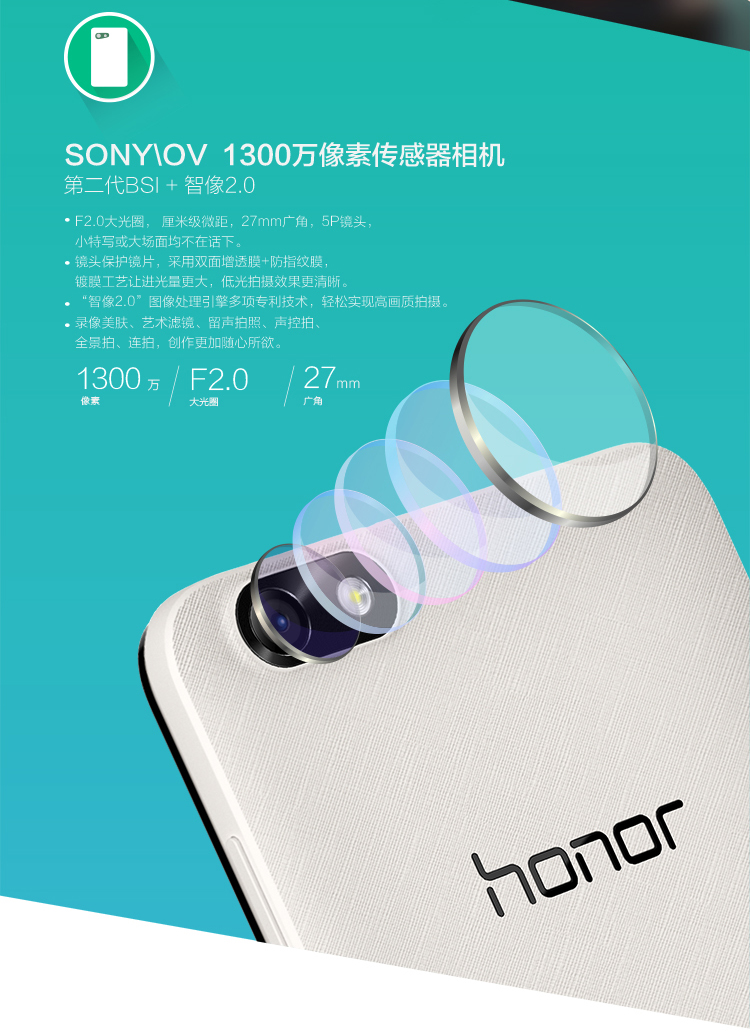 SONY\OV 1300万像素传感器相机
第二代BSI + 智像2.0
• F2.0大光圈， 厘米级微距，27mm广角，5P镜头，
小特写或大场面均不在话下。
• 镜头保护镜片，采用双面增透膜+防指纹膜，
镀膜工艺让进光量更大，低光拍摄效果更清晰。
• “智像2.0”图像处理引擎多项专利技术，轻松实现高画质拍摄。
• 录像美肤、艺术滤镜、留声拍照、声控拍、
全景拍、连拍，创作更加随心所欲。
1300 万 / F2.0 / 27mm
像素 大光圈 广角
honor